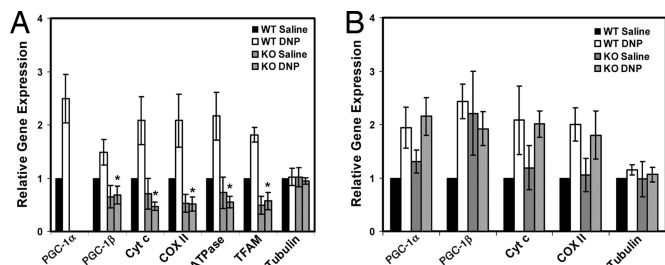 A
Relative Gene Expression
4
3
2
1
0
WT Saline
WT DNP
KO Saline
KO DNP
* * * * *
PGC-1α PGC-1β Cyt c COX II ATPase TFAM Tubulin
B
Relative Gene Expression
4
3
2
1
0
WT Saline
WT DNP
KO Saline
KO DNP
PGC-1α PGC-1β Cyt c COX II Tubulin